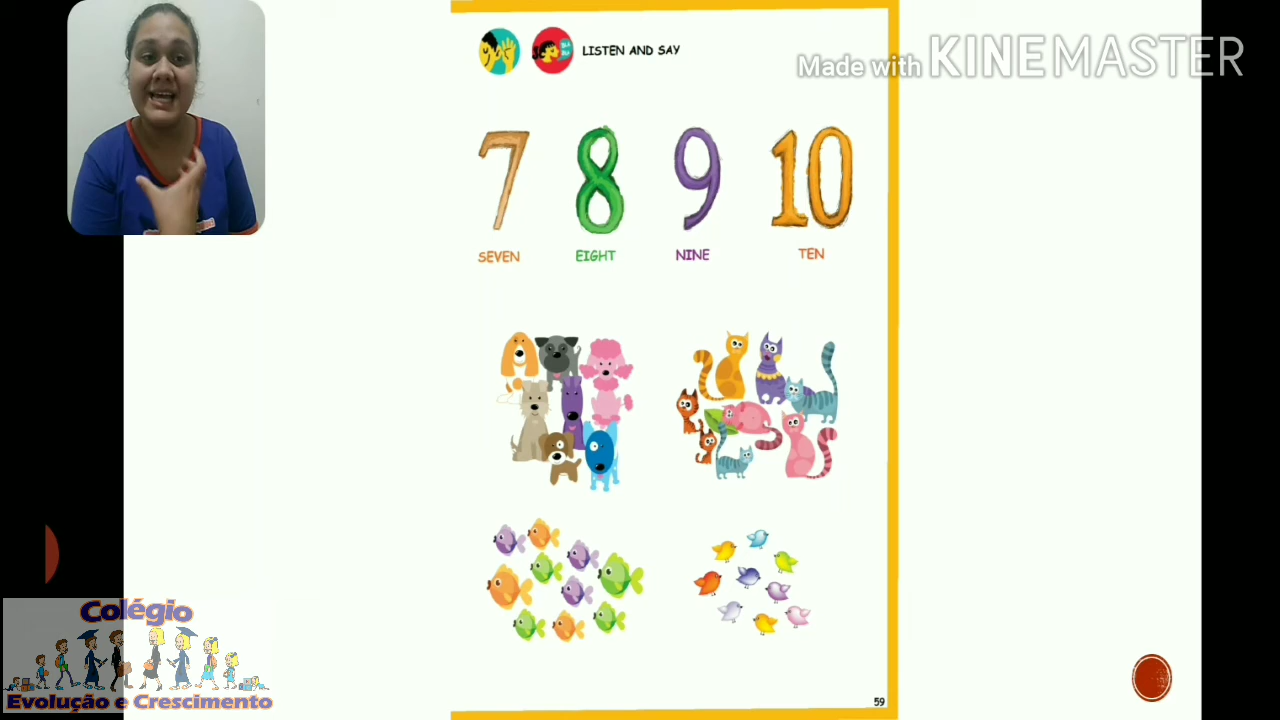 LISTEN AND SAY
Made with KINEMASTER
7 8 9 10
SEVEN EIGHT NINE TEN
59
Colégio
Evolução e Crescimento